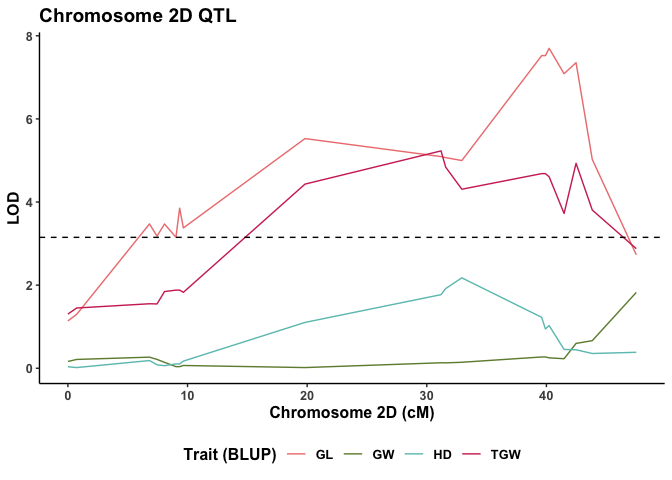 Chromosome 2D QTL
8
6
4
2
0
LOD
0 10 20 30 40
Chromosome 2D (cM)
Trait (BLUP) GL GW HD TGW